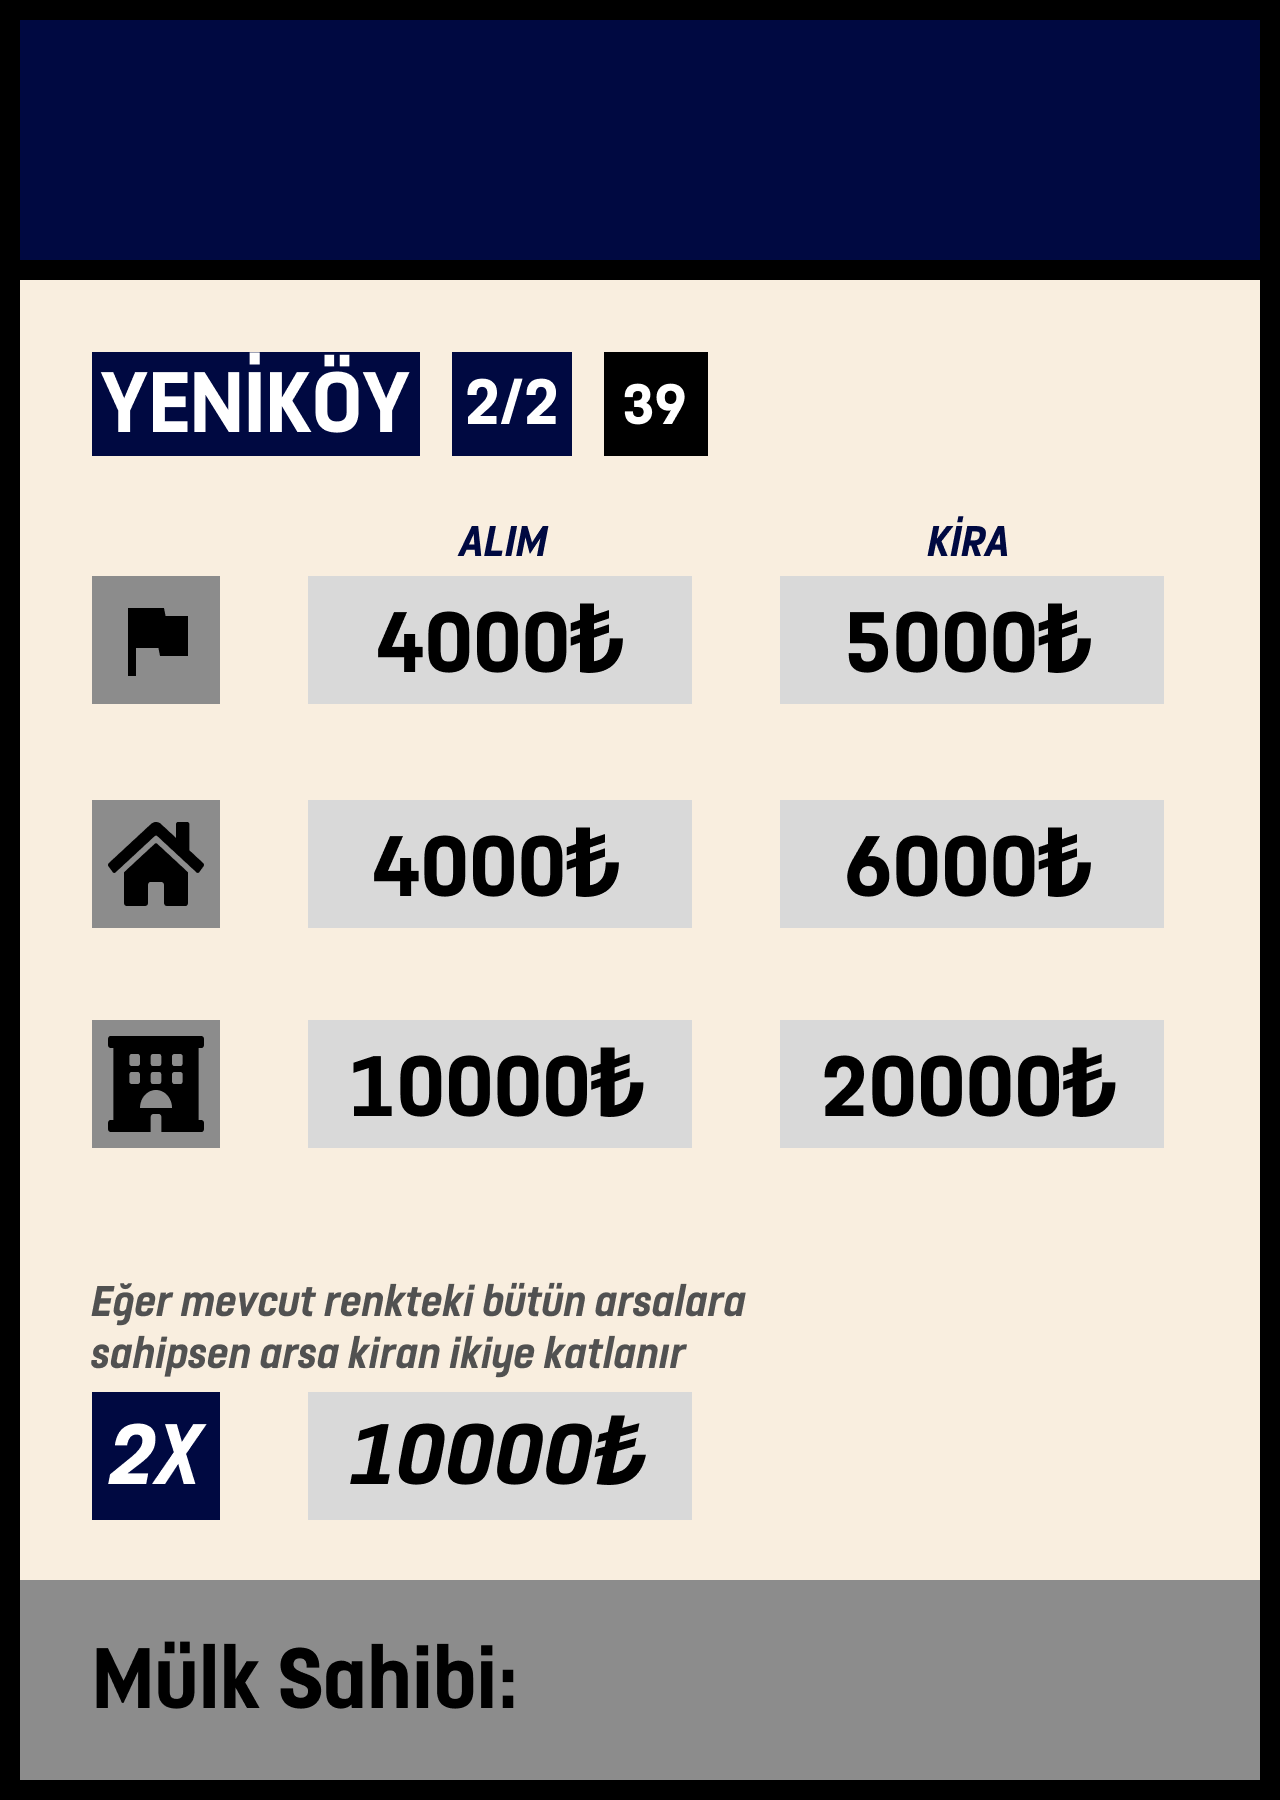 YENİKÖY 2/2 39
ALIM KİRA
4000₺ 5000₺
4000₺ 6000₺
10000₺ 20000₺
Eğer mevcut renkteki bütün arsalara
sahipsen arsa kiran ikiye katlanır
2X 10000₺
Mülk Sahibi: